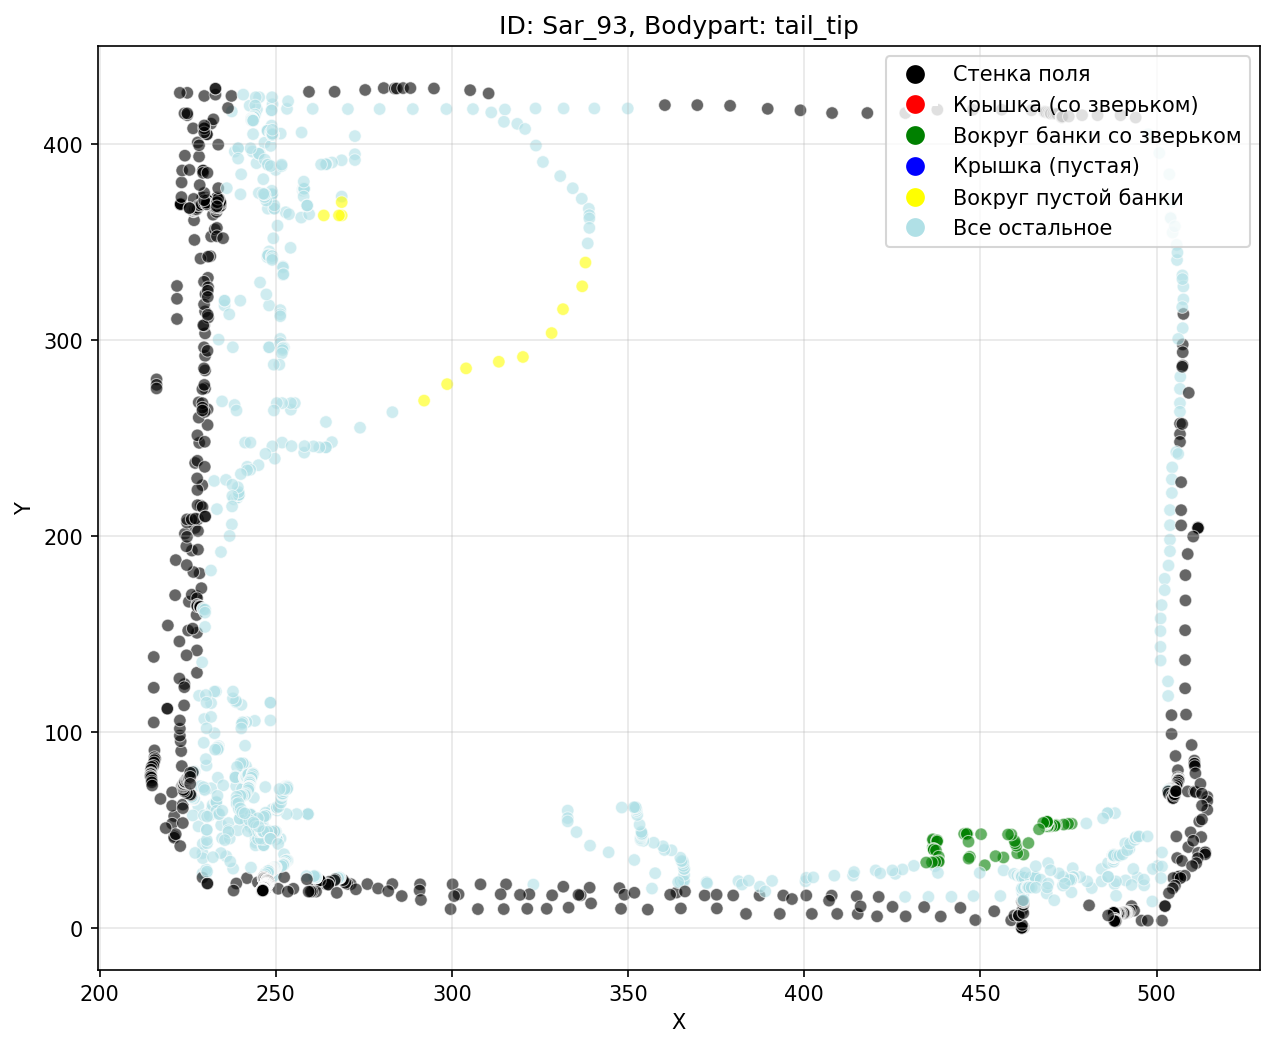 ID: Sar_93, Bodypart: tail_tip
Стенка поля
Крышка (со зверьком)
Вокруг банки со зверьком
Крышка (пустая)
Вокруг пустой банки
Все остальное
400
300
200
100
0
Y
200
250
300
350
400
450
500
X